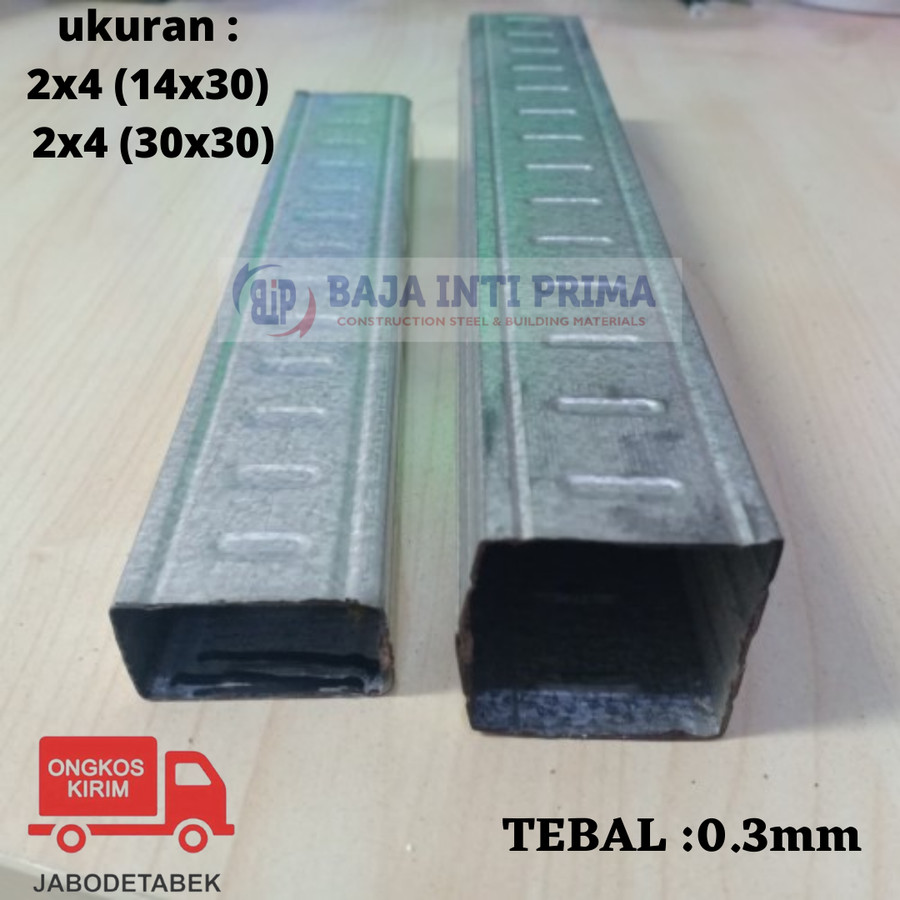 ukuran :
2x4 (14x30)
2x4 (30x30)
BIP BAJA INTI PRIMA
CONSTRUCTION STEEL & BUILDING MATERIALS
ONGKOS
KIRIM
JABODETABEK
TEBAL :0.3mm